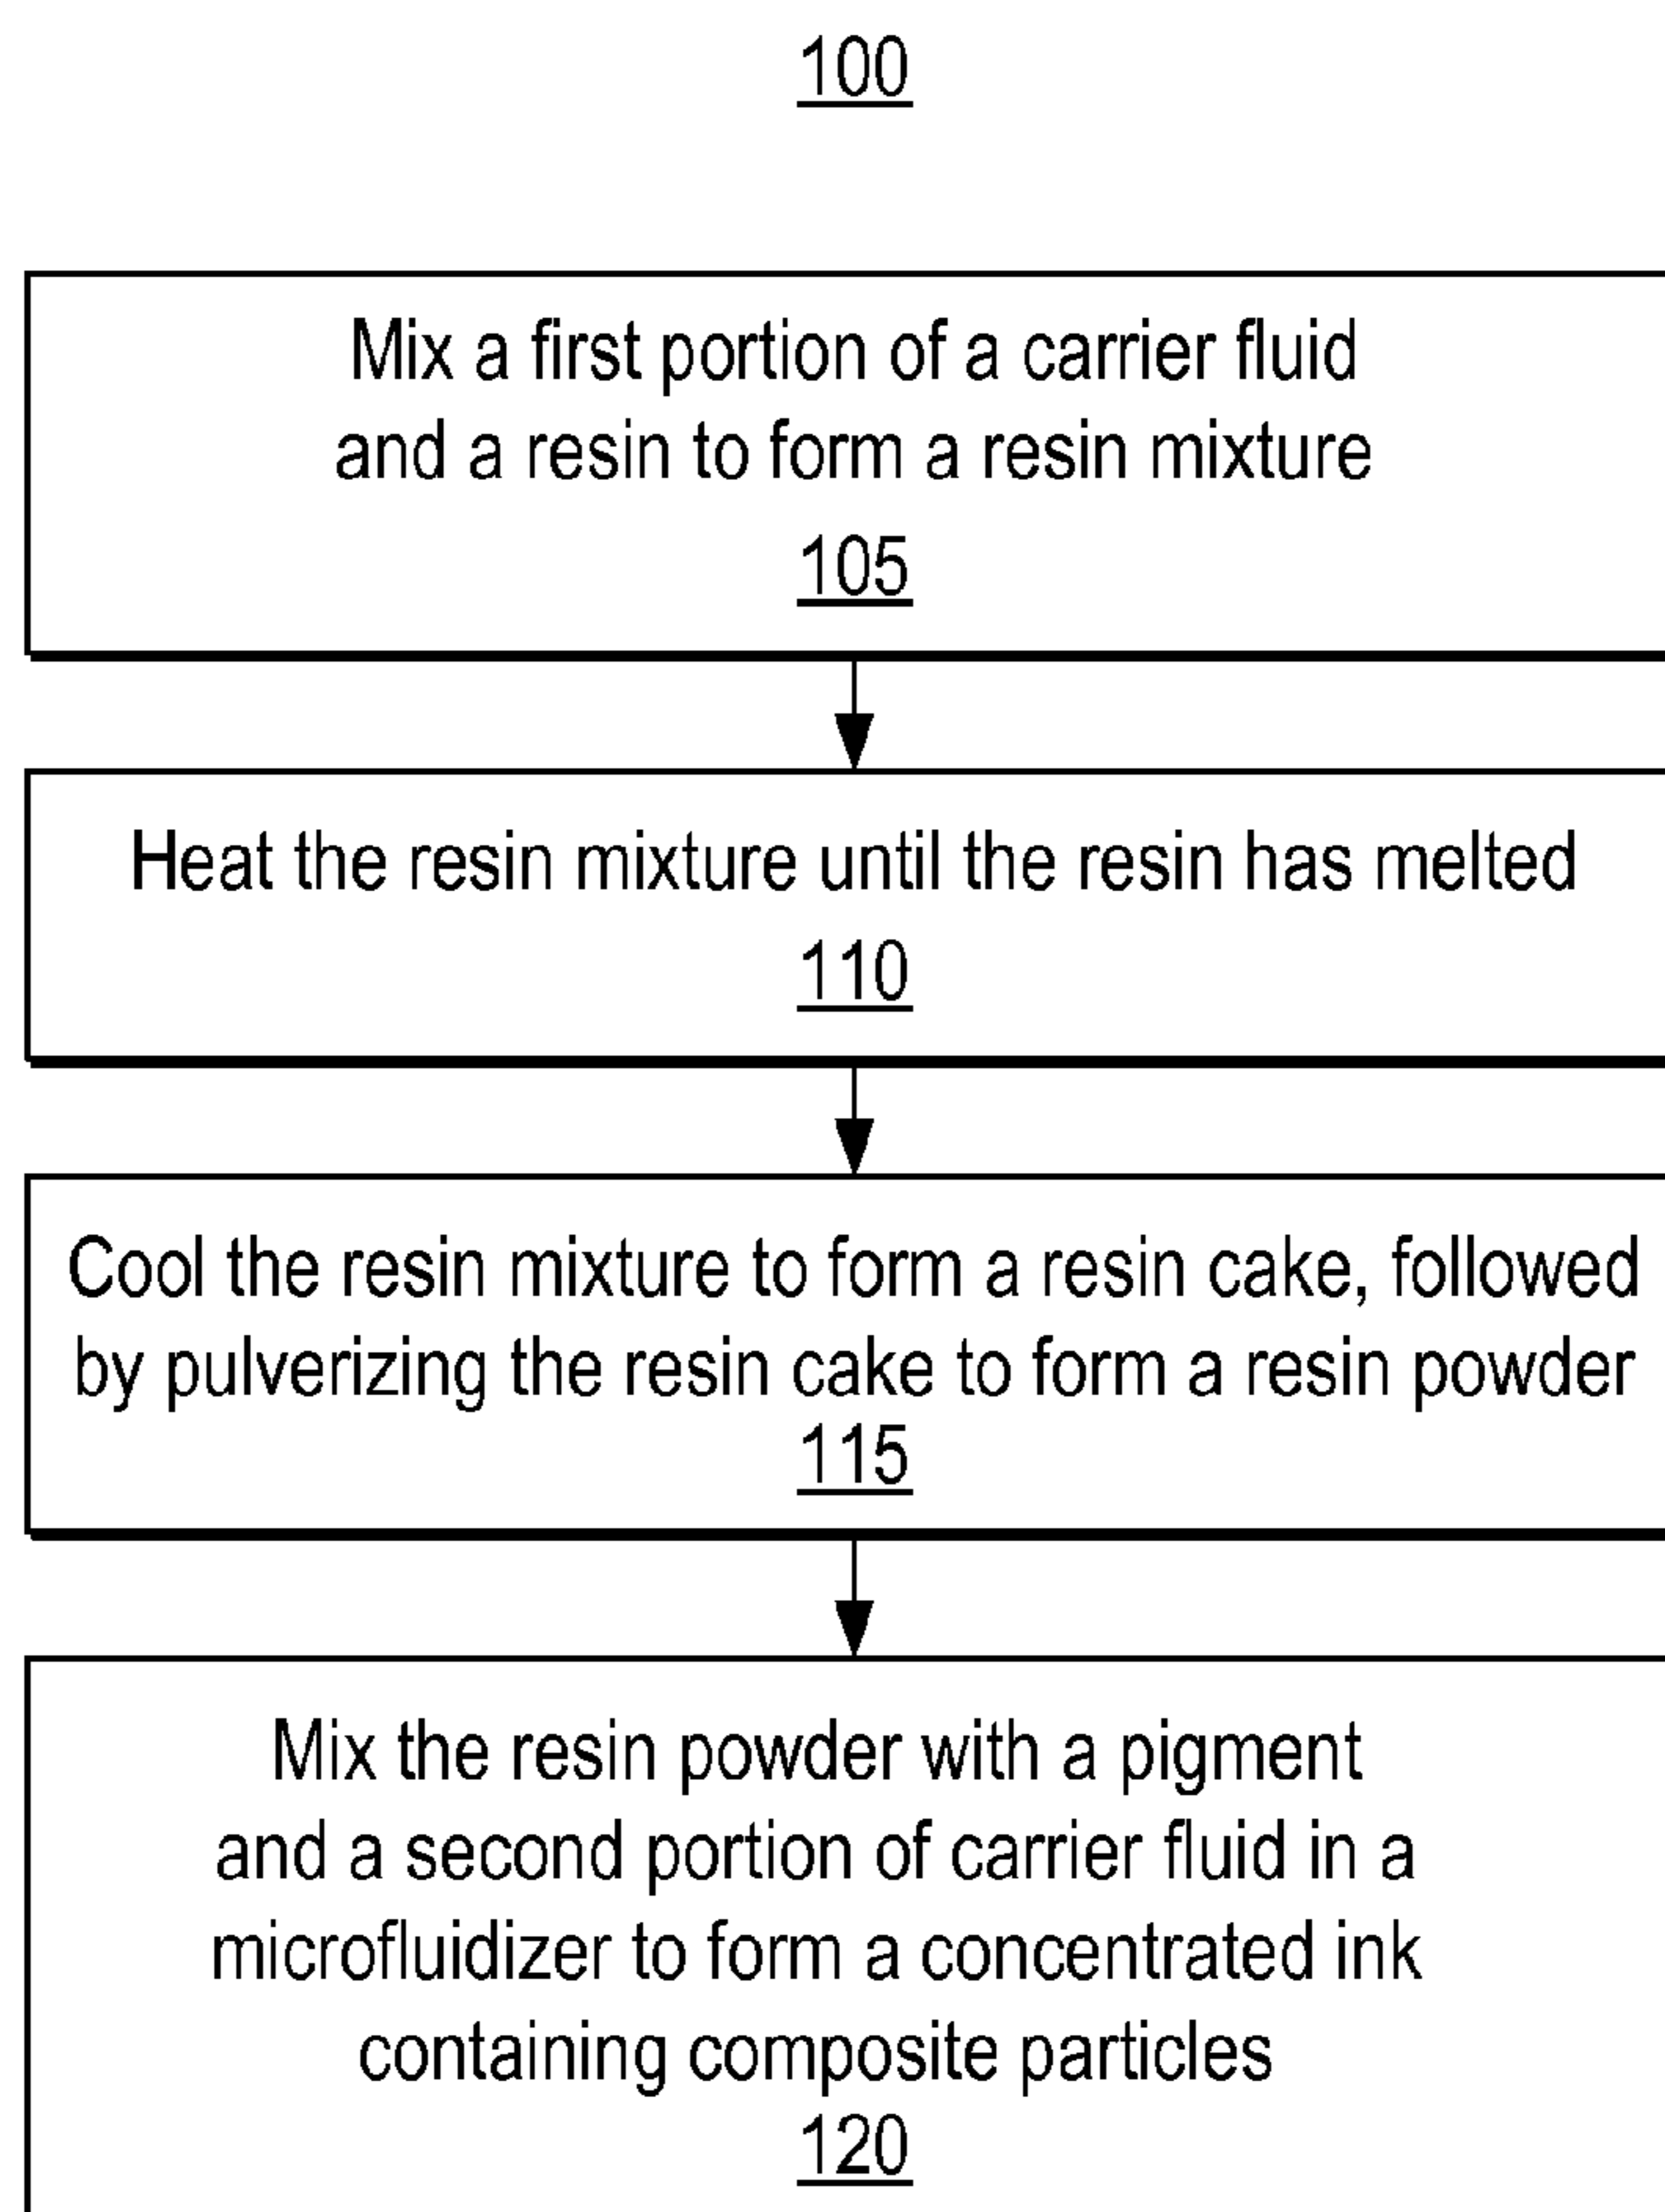 100
Mix a first portion of a carrier fluid
and a resin to form a resin mixture
105
Heat the resin mixture until the resin has melted
110
Cool the resin mixture to form a resin cake, followed
by pulverizing the resin cake to form a resin powder
115
Mix the resin powder with a pigment
and a second portion of carrier fluid in a
microfluidizer to form a concentrated ink
containing composite particles
120